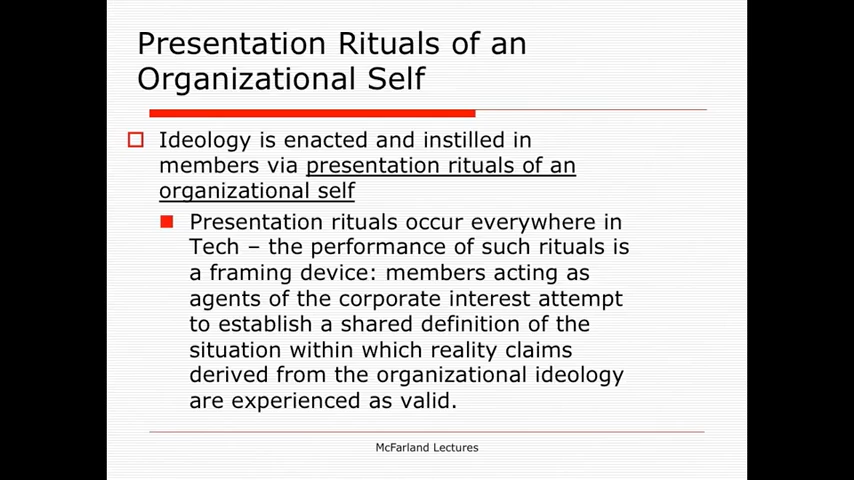 Presentation Rituals of an
Organizational Self
Ideology is enacted and instilled in
members via presentation rituals of an
organizational self
Presentation rituals occur everywhere in
Tech – the performance of such rituals is
a framing device: members acting as
agents of the corporate interest attempt
to establish a shared definition of the
situation within which reality claims
derived from the organizational ideology
are experienced as valid.
McFarland Lectures